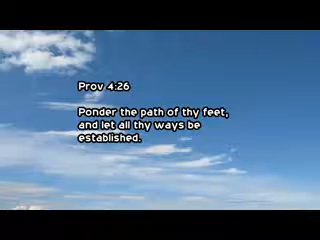 Prov 4:26
Ponder the path of thy feet,
and let all thy ways be
established.